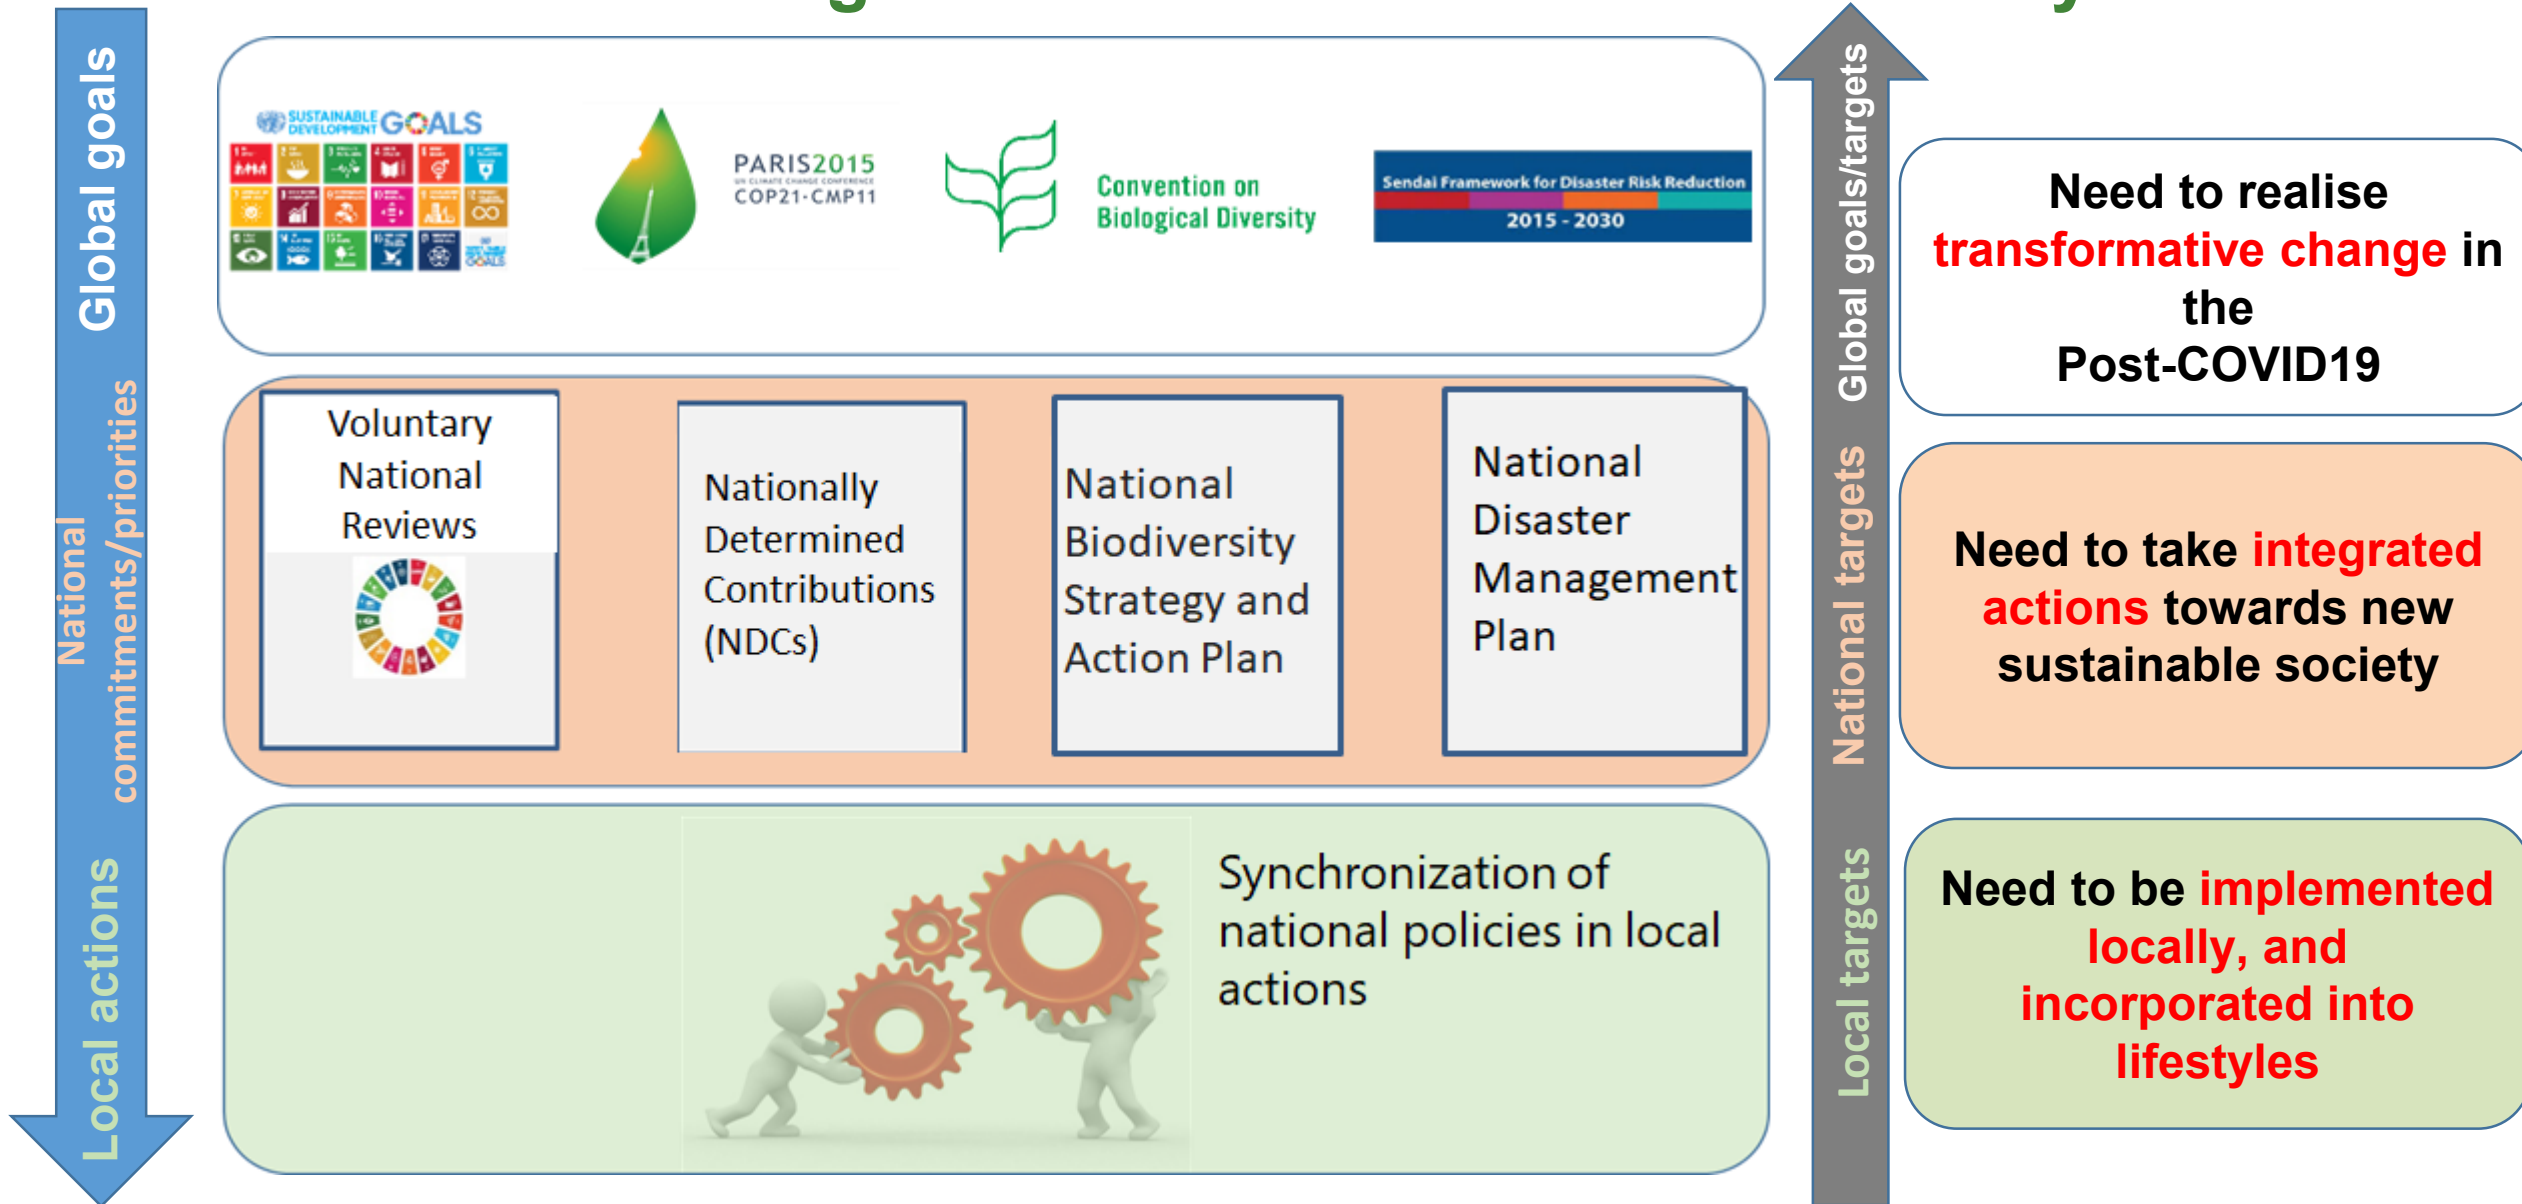 Global goals
National
commitments/priorities
Local actions
SUSTAINABLE
DEVELOPMENT GOALS
PARIS2015
UN CLIMATE CHANGE CONFERENCE
COP21·CMP11
Convention on
Biological Diversity
Sendai Framework for Disaster Risk Reduction
2015 - 2030
Voluntary
National
Reviews
Nationally
Determined
Contributions
(NDCs)
National
Biodiversity
Strategy and
Action Plan
National
Disaster
Management
Plan
Synchronization of
national policies in local
actions
Global goals/targets
National targets
Local targets
Need to realise
transformative change in
the
Post-COVID19
Need to take integrated
actions towards new
sustainable society
Need to be implemented
locally, and
incorporated into
lifestyles